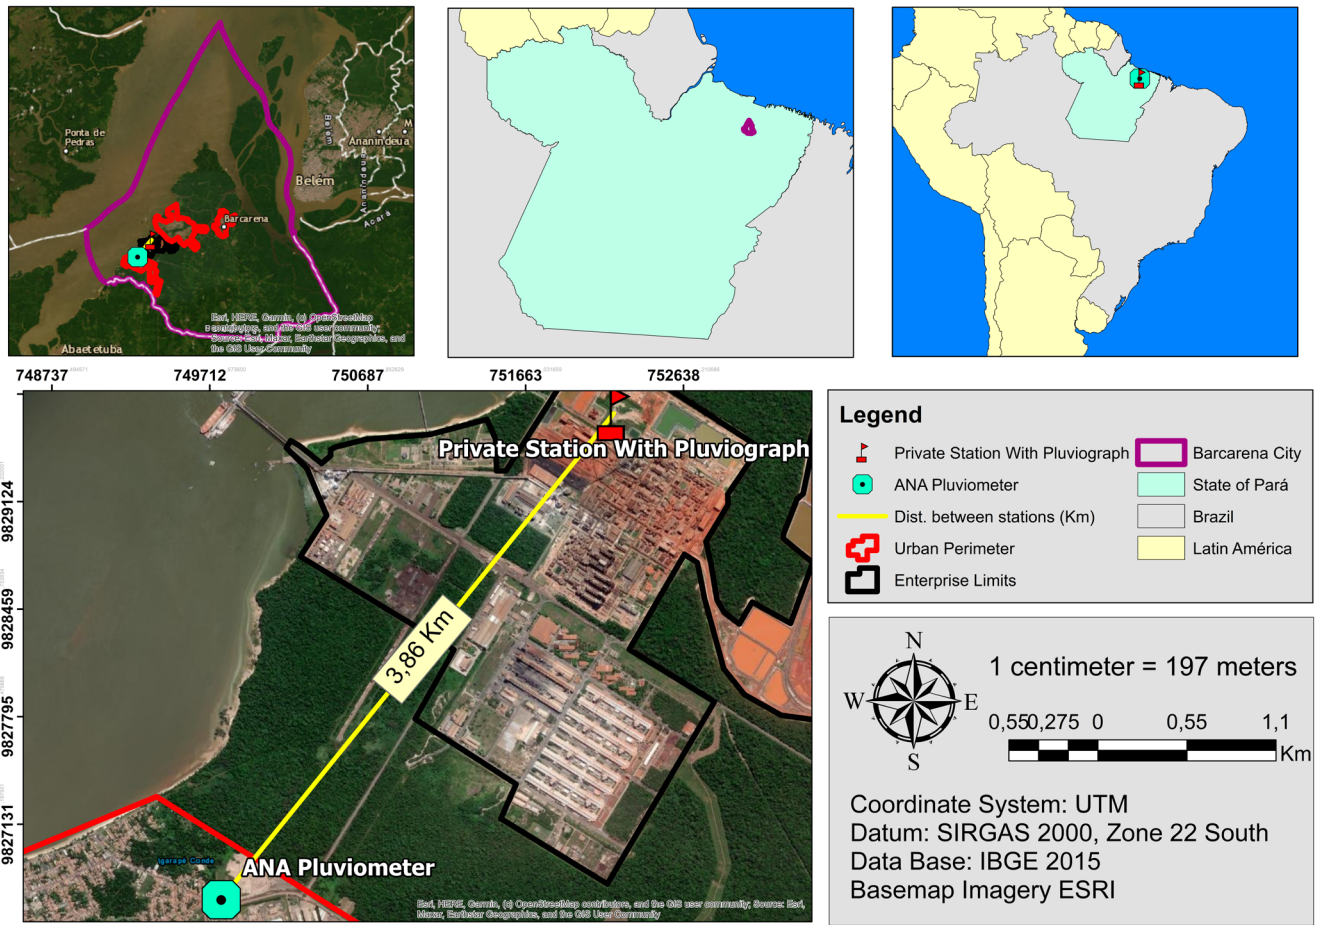 Ponta de
Pedras
Belém
Ananindeua
M
Ananindeua
Belém
Acará
Barcarena
Abaetetuba
Esri, HERE, Garmin, (c) OpenStreetMap
contributors, and the GIS user community;
Source: Esri, Maxar, Earthstar Geographics, and
the GIS User Community
748737
749712
750687
751663
752638
9829124
9828459
9827795
9827131
Private Station With Pluviograph
3,86 Km
Igarapé Conde
ANA Pluviometer
Esri, HERE, Garmin, (c) OpenStreetMap contributors, and the GIS user community; Source: Esri,
Maxar, Earthstar Geographics, and the GIS User Community
Legend
Private Station With Pluviograph
ANA Pluviometer
Dist. between stations (Km)
Urban Perimeter
Enterprise Limits
Barcarena City
State of Pará
Brazil
Latin América
N
W
E
S
1 centimeter = 197 meters
0,55 0,275 0 0,55 1,1
Km
Coordinate System: UTM
Datum: SIRGAS 2000, Zone 22 South
Data Base: IBGE 2015
Basemap Imagery ESRI